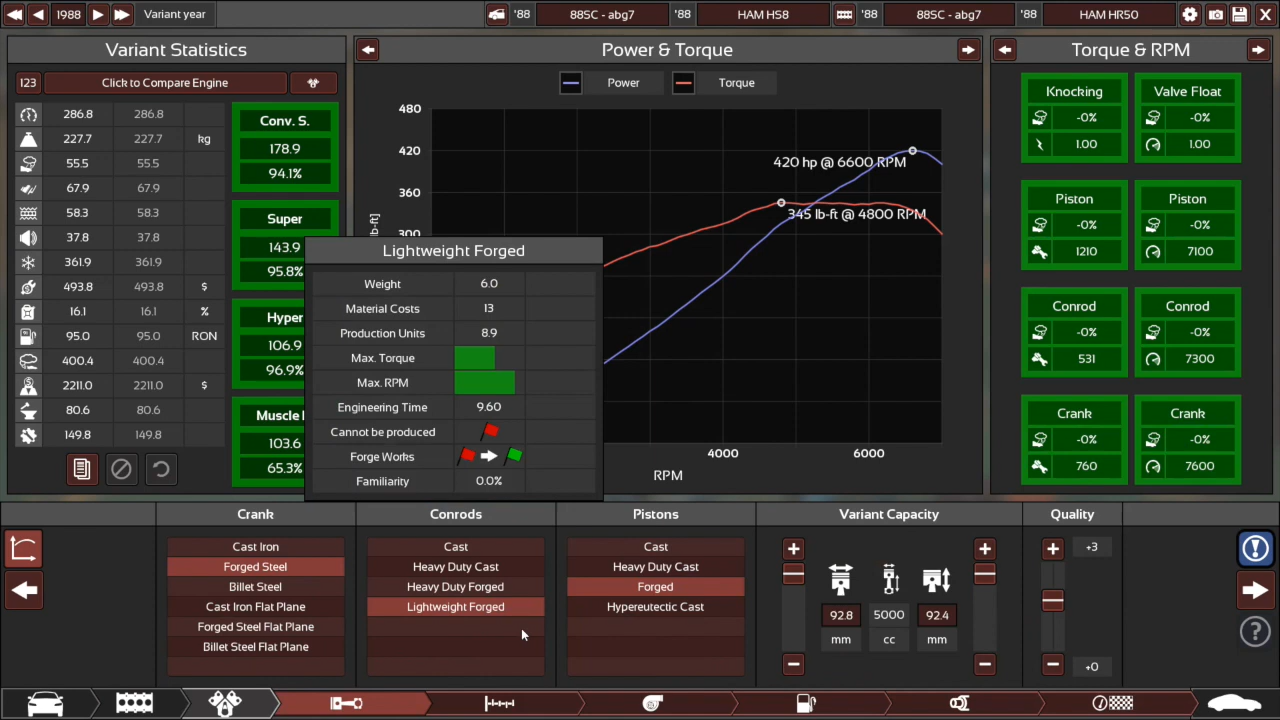 1988 Variant year '88 88SC - abg7 '88 HAM HS8 '88 88SC - abg7 '88 HAM HR50
Variant Statistics
123 Click to Compare Engine
286.8 286.8
227.7 227.7 kg
55.5 55.5
67.9 67.9
58.3 58.3
37.8 37.8
361.9 361.9
493.8 493.8 $
16.1 16.1 %
95.0 95.0 RON
400.4 400.4
2211.0 2211.0 $
80.6 80.6
149.8 149.8
Conv. S.
178.9
94.1%
Super
143.9
95.8%
Hyper
106.9
96.9%
Muscle
103.6
65.3%
Power & Torque
Power Torque
480
420
360
300
420 hp @ 6600 RPM
345 lb-ft @ 4800 RPM
4000 6000
RPM
Lightweight Forged
Weight 6.0
Material Costs 13
Production Units 8.9
Max. Torque
Max. RPM
Engineering Time 9.60
Cannot be produced
Forge Works
Familiarity 0.0%
Torque & RPM
Knocking Valve Float
-0% -0%
1.00 1.00
Piston Piston
-0% -0%
1210 7100
Conrod Conrod
-0% -0%
531 7300
Crank Crank
-0% -0%
760 7600
Crank
Cast Iron
Forged Steel
Billet Steel
Cast Iron Flat Plane
Forged Steel Flat Plane
Billet Steel Flat Plane
Conrods
Cast
Heavy Duty Cast
Heavy Duty Forged
Lightweight Forged
Pistons
Cast
Heavy Duty Cast
Forged
Hypereutectic Cast
Variant Capacity
92.8 5000 92.4
mm cc mm
Quality
+3
+0